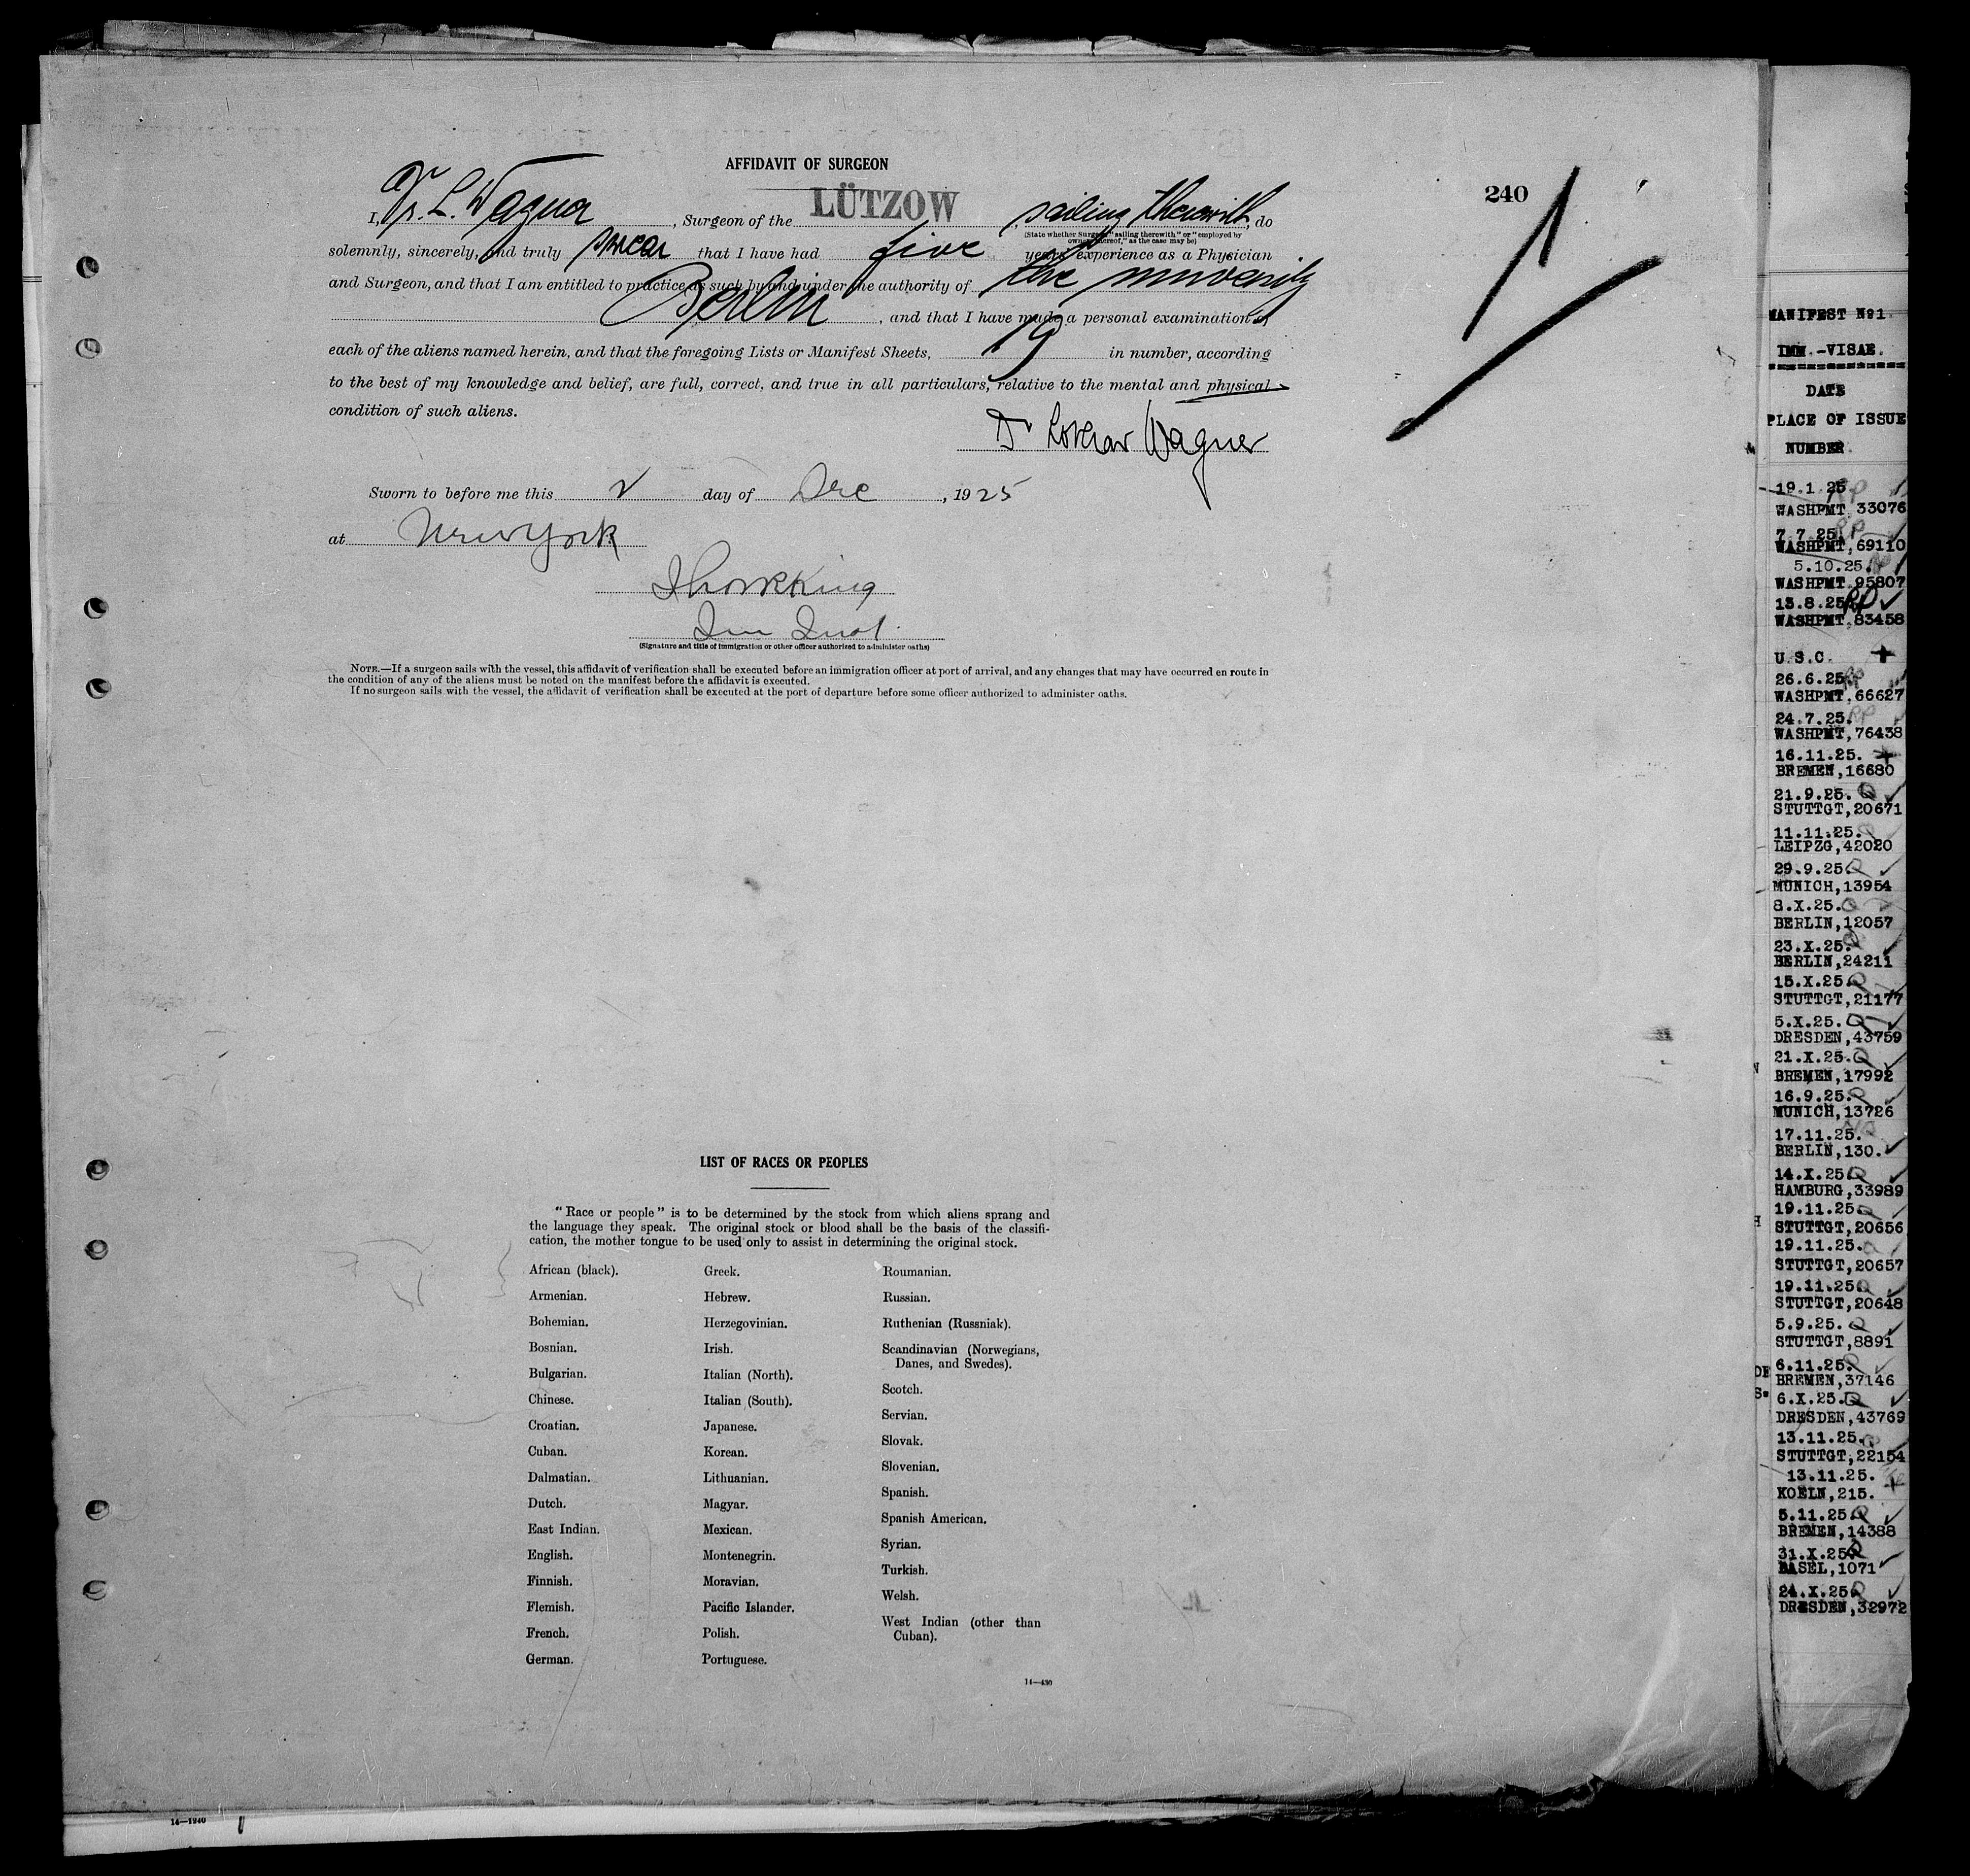 AFFIDAVIT OF SURGEON
240
I, Dr. L. Wagner, Surgeon of the LÜTZOW, sailing therewith, do
(State whether Surgeon "sailing therewith" or "employed by owners thereof," as the case may be)
solemnly, sincerely, and truly swear that I have had five years' experience as a Physician
and Surgeon, and that I am entitled to practice as such by and under the authority of the university
Berlin, and that I have made a personal examination of
each of the aliens named herein, and that the foregoing Lists or Manifest Sheets, 19 in number, according
to the best of my knowledge and belief, are full, correct, and true in all particulars, relative to the mental and physical
condition of such aliens.
Dr Lothar Wagner
Sworn to before me this 2 day of Dec, 1925
at New York
(Signature and title of immigration or other officer authorized to administer oaths)
NOTE.—If a surgeon sails with the vessel, this affidavit of verification shall be executed before an immigration officer at port of arrival, and any changes that may have occurred en route in
the condition of any of the aliens must be noted on the manifest before the affidavit is executed.
If no surgeon sails with the vessel, the affidavit of verification shall be executed at the port of departure before some officer authorized to administer oaths.
LIST OF RACES OR PEOPLES
"Race or people" is to be determined by the stock from which aliens sprang and
the language they speak. The original stock or blood shall be the basis of the classifi-
cation, the mother tongue to be used only to assist in determining the original stock.
African (black).
Armenian.
Bohemian.
Bosnian.
Bulgarian.
Chinese.
Croatian.
Cuban.
Dalmatian.
Dutch.
East Indian.
English.
Finnish.
Flemish.
French.
German.
Greek.
Hebrew.
Herzegovinian.
Irish.
Italian (North).
Italian (South).
Japanese.
Korean.
Lithuanian.
Magyar.
Mexican.
Montenegrin.
Moravian.
Pacific Islander.
Polish.
Portuguese.
Roumanian.
Russian.
Ruthenian (Russniak).
Scandinavian (Norwegians,
Danes, and Swedes).
Scotch.
Servian.
Slovak.
Slovenian.
Spanish.
Spanish American.
Syrian.
Turkish.
Welsh.
West Indian (other than
Cuban).
14—430
14—1240
MANIFEST No1
IMM.-VISAE.
DATE
PLACE OF ISSUE
NUMBER
19.1.25.
WASHPMT 33076
7.7.25.
WASHPMT,69110
5.10.25.
WASHPMT 95807
13.8.25
WASHPMT,83458
U.S.C.
26.6.25.
WASHPMT,66627
24.7.25.
WASHPMT,76438
16.11.25.
BREMEN,16680
21.9.25.
STUTTGT,20671
11.11.25.
LEIPZG,42020
29.9.25.
MUNICH,13954
8.X.25.
BERLIN,12057
23.X.25.
BERLIN,24211
15.X.25.
STUTTGT,21177
5.X.25.
DRESDEN,43759
21.X.25.
BREMEN,17992
16.9.25.
MUNICH,13726
17.11.25.
BERLIN,130.
14.X.25.
HAMBURG,33989
19.11.25.
STUTTGT,20656
19.11.25.
STUTTGT,20657
19.11.25
STUTTGT,20648
5.9.25.
STUTTGT,8891
6.11.25.
BREMEN,37146
6.X.25.
DRESDEN,43769
13.11.25.
STUTTGT,22154
13.11.25.
KOELN,215.
5.11.25.
BREMEN,14388
31.X.25
BASEL,1071
24.X.25.
DRESDEN,32972